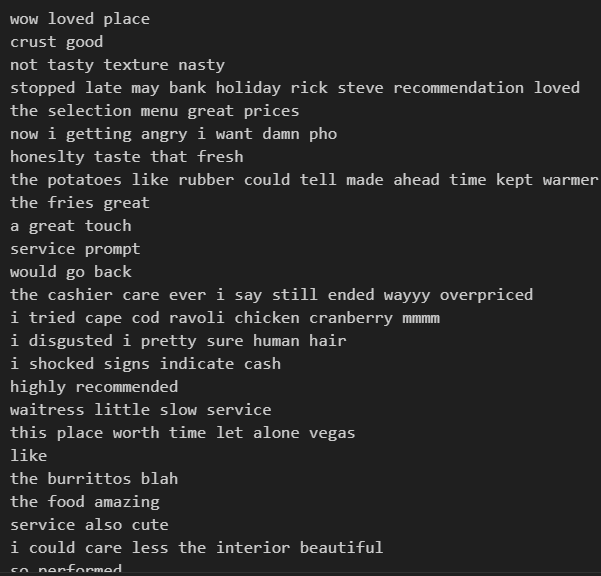 wow loved place
crust good
not tasty texture nasty
stopped late may bank holiday rick steve recommendation loved
the selection menu great prices
now i getting angry i want damn pho
honeslty taste that fresh
the potatoes like rubber could tell made ahead time kept warmer
the fries great
a great touch
service prompt
would go back
the cashier care ever i say still ended wayyy overpriced
i tried cape cod ravoli chicken cranberry mmmm
i disgusted i pretty sure human hair
i shocked signs indicate cash
highly recommended
waitress little slow service
this place worth time let alone vegas
like
the burrittos blah
the food amazing
service also cute
i could care less the interior beautiful
so performed